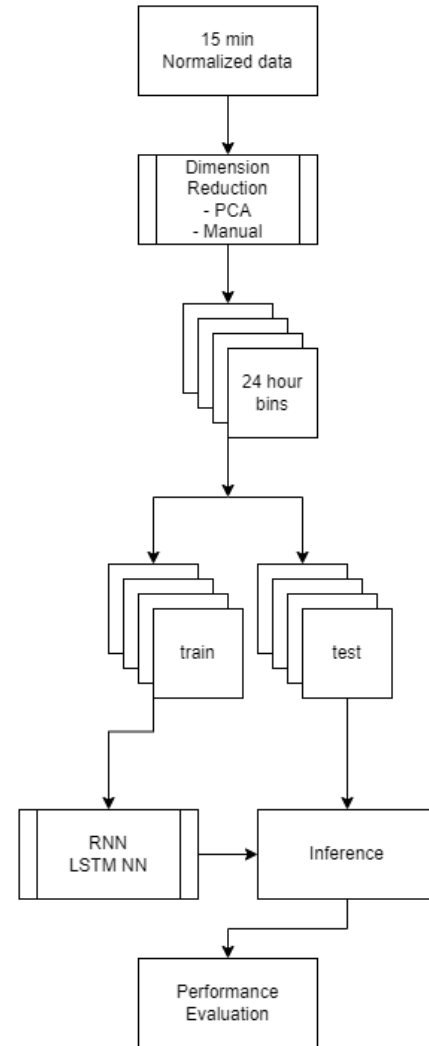 15 min
Normalized data
Dimension
Reduction
- PCA
- Manual
24 hour
bins
train
test
RNN
LSTM NN
Inference
Performance
Evaluation